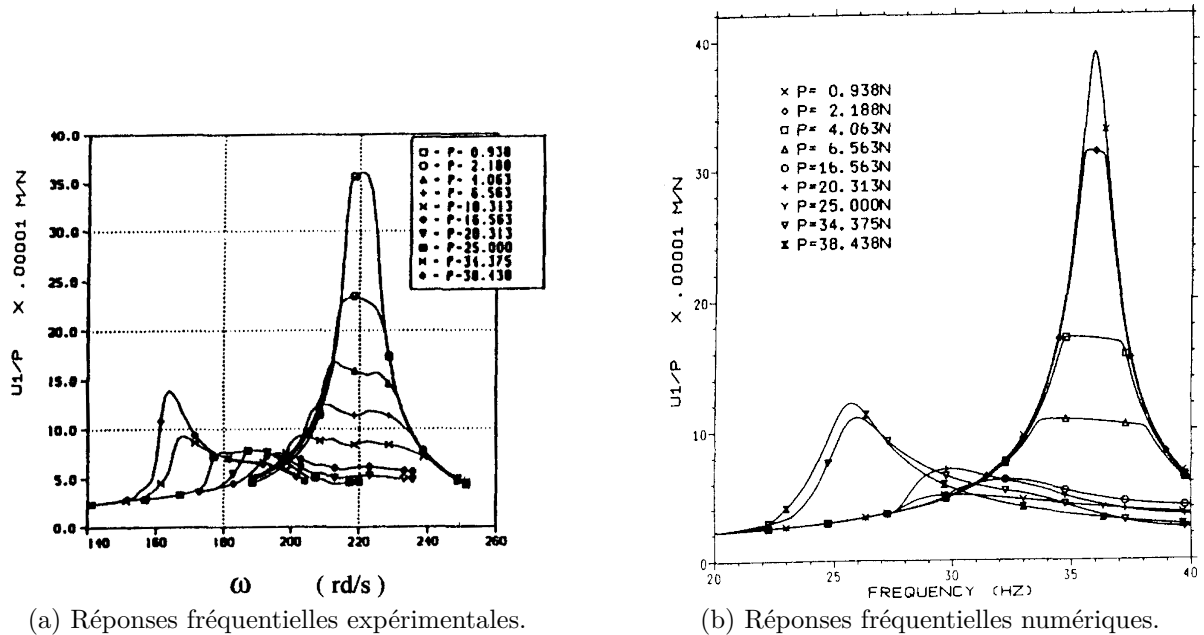 40.0
35.0
30.0
25.0
20.0
15.0
10.0
5.0
0.0
U1/P X .00001 M/N
140 160 180 200 220 240 260
ω (rd/s)
P= 0.938
P= 2.188
P= 4.063
P= 6.563
P=10.313
P=16.563
P=20.313
P=25.000
P=34.375
P=38.438
(a) Réponses fréquentielles expérimentales.
40
30
20
10
0
U1/P X .00001 M/N
P= 0.938N
P= 2.188N
P= 4.063N
P= 6.563N
P=16.563N
P=20.313N
P=25.000N
P=34.375N
P=38.438N
20 25 30 35 40
FREQUENCY (HZ)
(b) Réponses fréquentielles numériques.